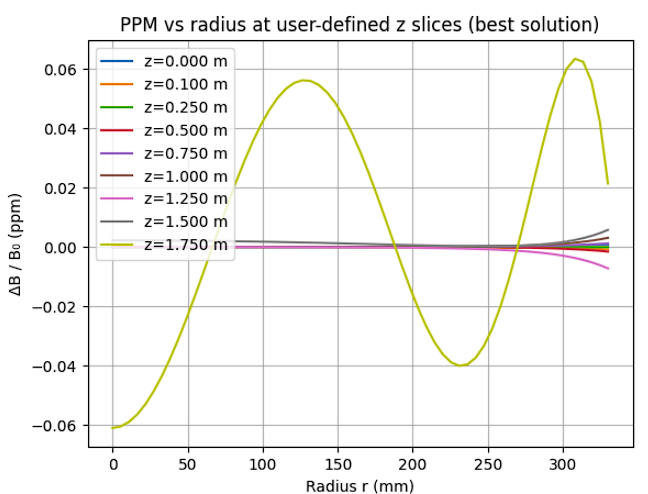 PPM vs radius at user-defined z slices (best solution)
z=0.000 m
z=0.100 m
z=0.250 m
z=0.500 m
z=0.750 m
z=1.000 m
z=1.250 m
z=1.500 m
z=1.750 m
0.06
0.04
0.02
0.00
−0.02
−0.04
−0.06
ΔB / B₀ (ppm)
0 50 100 150 200 250 300
Radius r (mm)